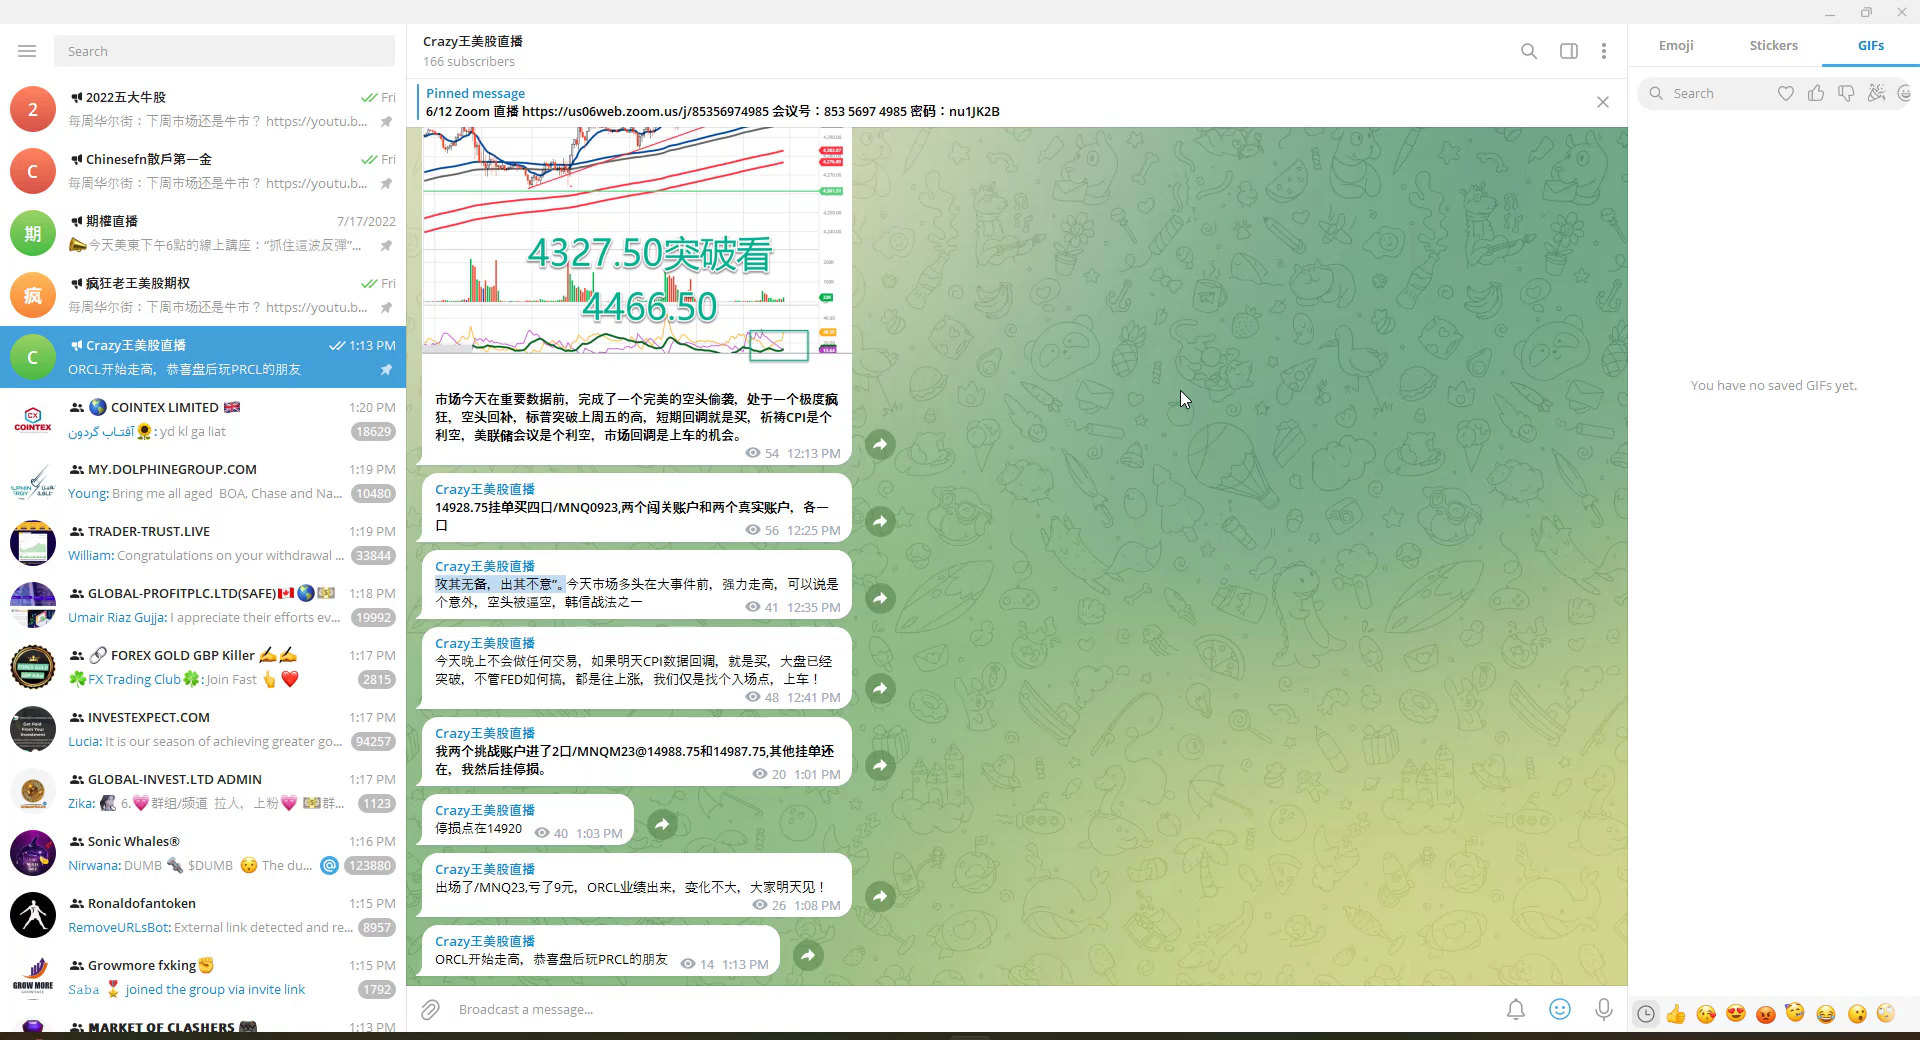 Search
2022五大牛股
Fri
每周华尔街：下周市场还是牛市？ https://youtu.b...
Chinesefn散戶第一金
Fri
每周华尔街：下周市场还是牛市？ https://youtu.b...
期權直播
7/17/2022
今天美東下午6點的線上講座：“抓住這波反彈”...
疯狂老王美股期权
Fri
每周华尔街：下周市场还是牛市？ https://youtu.b...
Crazy王美股直播
1:13 PM
ORCL开始走高，恭喜盘后玩PRCL的朋友
COINTEX LIMITED
1:20 PM
آفتاب گردون🌻: yd kl ga liat
18629
MY.DOLPHINEGROUP.COM
1:19 PM
Young: Bring me all aged BOA, Chase and Na...
10480
TRADER-TRUST.LIVE
1:19 PM
William: Congratulations on your withdrawal ...
33844
GLOBAL-PROFITPLC.LTD(SAFE)
1:18 PM
Umair Riaz Gujja: I appreciate their efforts ev...
19992
FOREX GOLD GBP Killer
1:17 PM
FX Trading Club: Join Fast
2815
INVESTEXPECT.COM
1:17 PM
Lucia: It is our season of achieving greater go...
94257
GLOBAL-INVEST.LTD ADMIN
1:17 PM
Zika: 6.💗群组/频道 拉人，上粉💗 群...
1123
Sonic Whales®
1:16 PM
Nirwana: DUMB $DUMB The du...
@
123880
Ronaldofantoken
1:15 PM
RemoveURLsBot: External link detected and re...
8957
Growmore fxking
1:15 PM
Saba joined the group via invite link
1792
MARKET OF CLASHERS
1:13 PM
Crazy王美股直播
166 subscribers
Pinned message
6/12 Zoom 直播 https://us06web.zoom.us/j/85356974985 会议号：853 5697 4985 密码：nu1JK2B
4327.50突破看
4466.50
市场今天在重要数据前，完成了一个完美的空头偷袭，处于一个极度疯
狂，空头回补，标普突破上周五的高，短期回调就是买，祈祷CPI是个
利空，美联储会议是个利空，市场回调是上车的机会。
54 12:13 PM
Crazy王美股直播
14928.75挂单买四口/MNQ0923,两个闯关账户和两个真实账户，各一
口
56 12:25 PM
Crazy王美股直播
攻其无备，出其不意”。今天市场多头在大事件前，强力走高，可以说是
个意外，空头被逼空，韩信战法之一
41 12:35 PM
Crazy王美股直播
今天晚上不会做任何交易，如果明天CPI数据回调，就是买，大盘已经
突破，不管FED如何搞，都是往上涨，我们仅是找个入场点，上车！
48 12:41 PM
Crazy王美股直播
我两个挑战账户进了2口/MNQM23@14988.75和14987.75,其他挂单还
在，我然后挂停损。
20 1:01 PM
Crazy王美股直播
停损点在14920
40 1:03 PM
Crazy王美股直播
出场了/MNQ23,亏了9元，ORCL业绩出来，变化不大，大家明天见！
26 1:08 PM
Crazy王美股直播
ORCL开始走高，恭喜盘后玩PRCL的朋友
14 1:13 PM
Broadcast a message...
Emoji
Stickers
GIFs
Search
You have no saved GIFs yet.